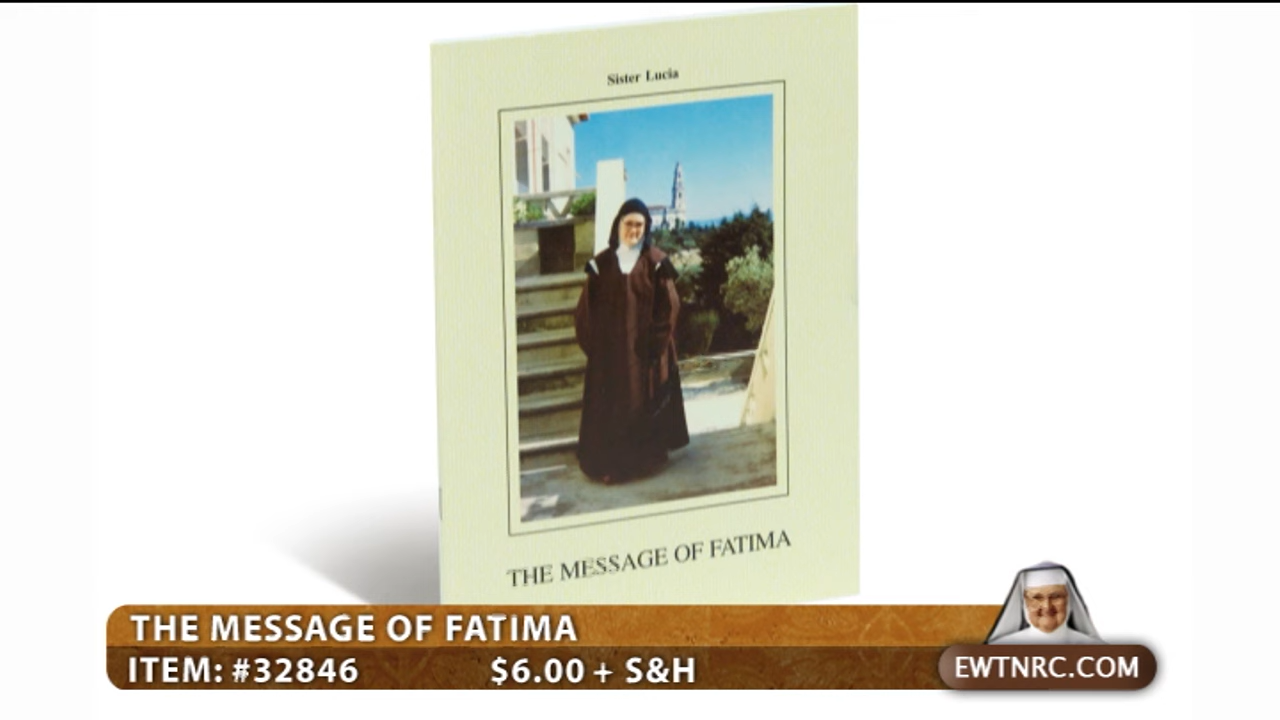 Sister Lucia
THE MESSAGE OF FATIMA
THE MESSAGE OF FATIMA
ITEM: #32846 $6.00 + S&H
EWTNRC.COM